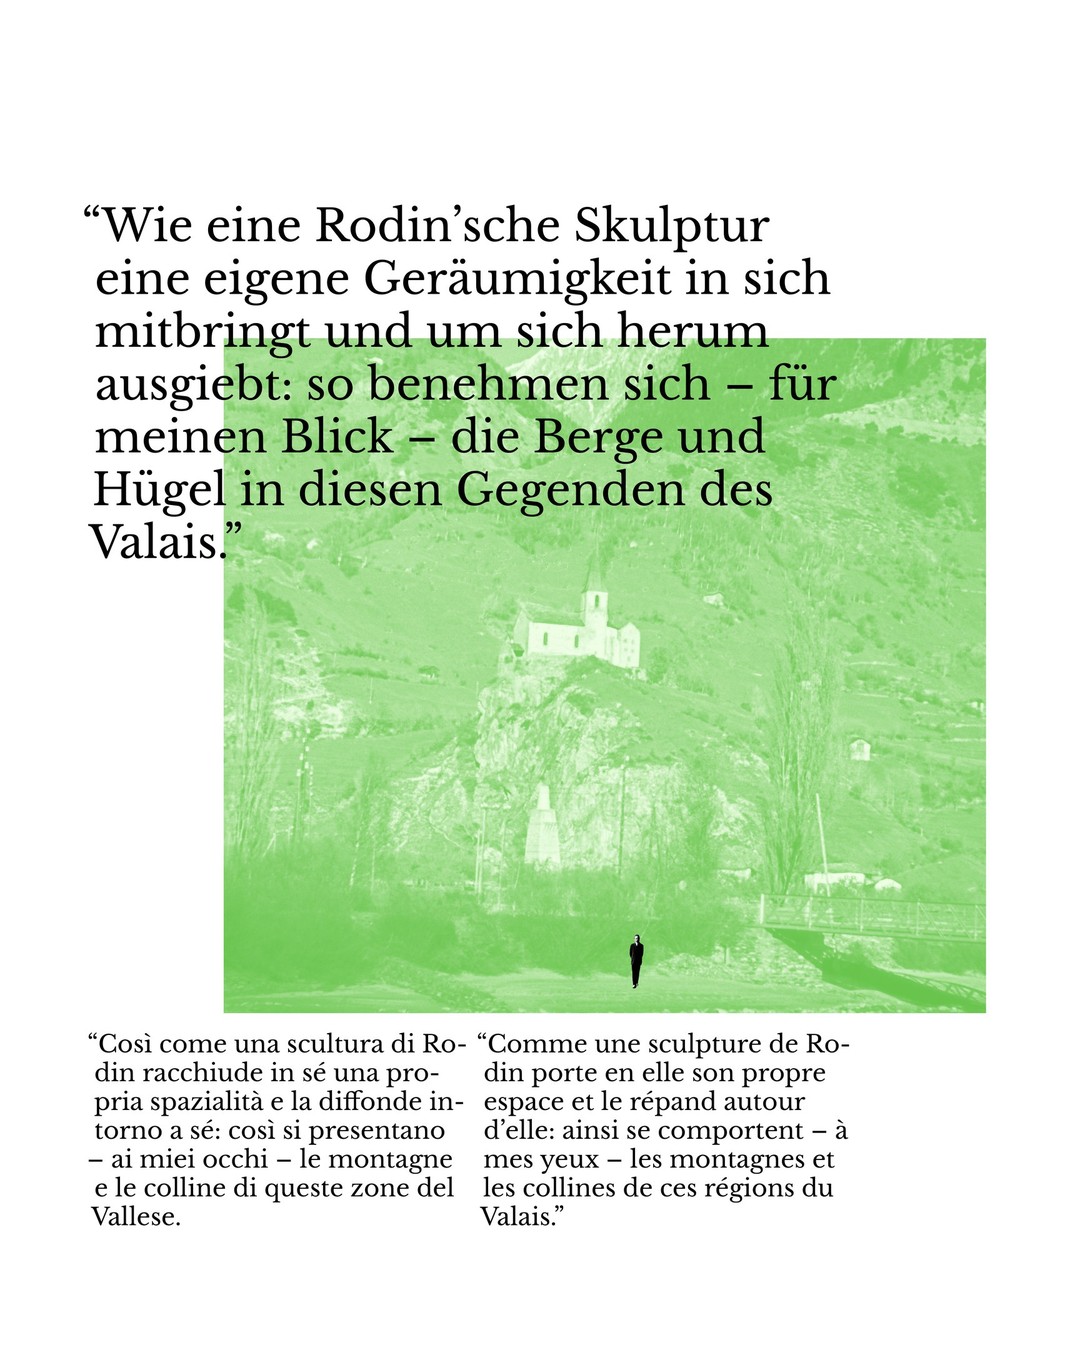 “Wie eine Rodin’sche Skulptur
eine eigene Geräumigkeit in sich
mitbringt und um sich herum
ausgiebt: so benehmen sich – für
meinen Blick – die Berge und
Hügel in diesen Gegenden des
Valais.”
“Così come una scultura di Ro-
din racchiude in sé una pro-
pria spazialità e la diffonde in-
torno a sé: così si presentano
– ai miei occhi – le montagne
e le colline di queste zone del
Vallese.
“Comme une sculpture de Ro-
din porte en elle son propre
espace et le répand autour
d’elle: ainsi se comportent – à
mes yeux – les montagnes et
les collines de ces régions du
Valais.”